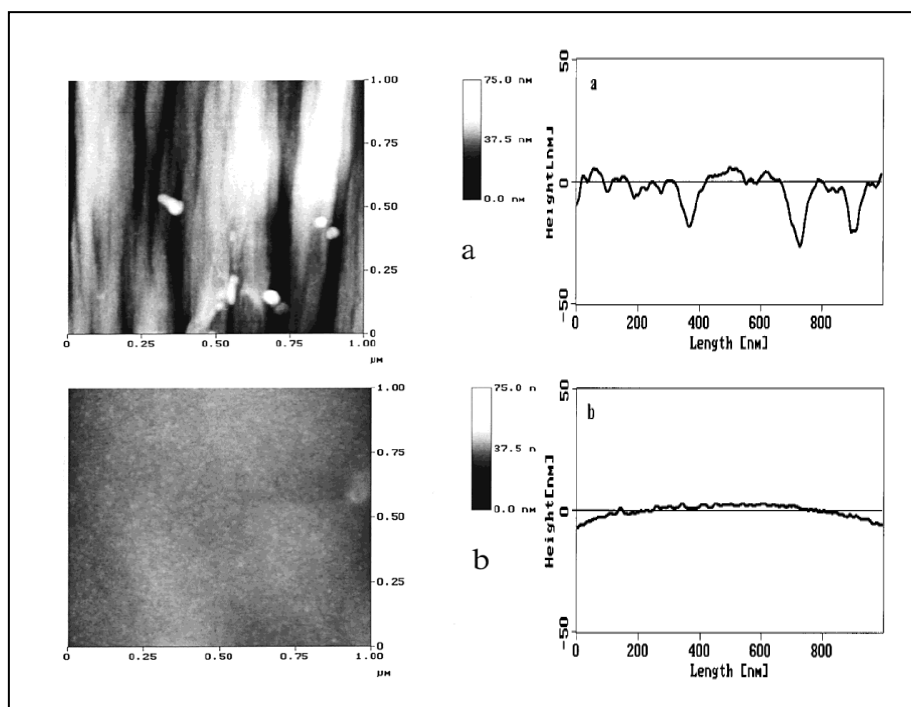 1.00
0.75
0.50
0.25
0
0 0.25 0.50 0.75 1.00
µM
75.0 nM
37.5 nM
0.0 nM
a
a
50
0
-50
Height[nM]
0 200 400 600 800
Length [nM]
1.00
0.75
0.50
0.25
0
0 0.25 0.50 0.75 1.00
µM
75.0 n
37.5 n
0.0 nM
b
b
50
0
-50
Height[nM]
0 200 400 600 800
Length [nM]